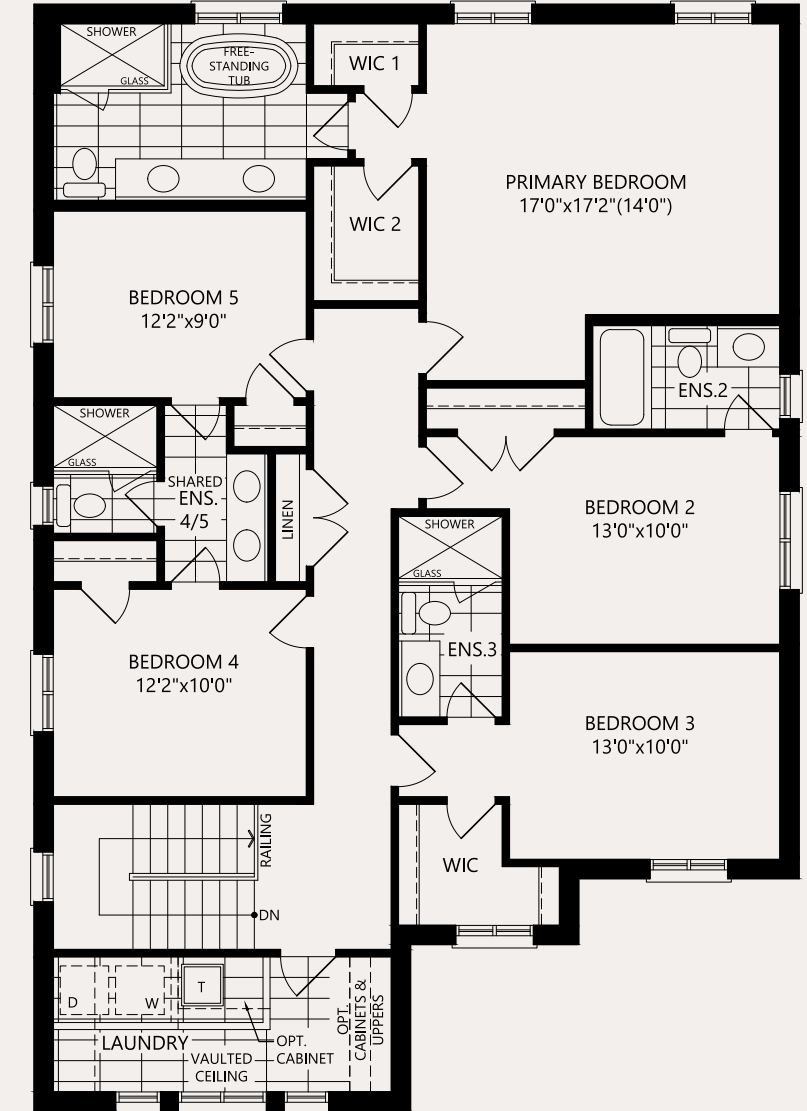 SHOWER
GLASS
FREE-
STANDING
TUB
WIC 1
PRIMARY BEDROOM
17'0"x17'2"(14'0")
WIC 2
BEDROOM 5
12'2"x9'0"
ENS.2
SHOWER
GLASS
SHARED
ENS.
4/5
LINEN
BEDROOM 2
13'0"x10'0"
SHOWER
GLASS
ENS.3
BEDROOM 4
12'2"x10'0"
BEDROOM 3
13'0"x10'0"
RAILING
WIC
DN
D
W
T
LAUNDRY
VAULTED
CEILING
OPT.
CABINET
OPT.
CABINETS &
UPPERS